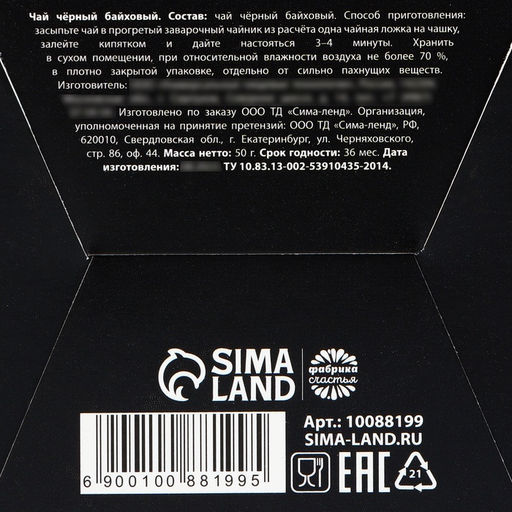 Чай чёрный байховый. Состав: чай чёрный байховый. Способ приготовления:
засыпьте чай в прогретый заварочный чайник из расчёта одна чайная ложка на чашку,
залейте кипятком и дайте настояться 3–4 минуты. Хранить
в сухом помещении, при относительной влажности воздуха не более 70 %,
в плотно закрытой упаковке, отдельно от сильно пахнущих веществ.
Изготовитель:
Изготовлено по заказу ООО ТД «Сима-ленд». Организация,
уполномоченная на принятие претензий: ООО ТД «Сима-ленд», РФ,
620010, Свердловская обл., г. Екатеринбург, ул. Черняховского,
стр. 86, оф. 44. Масса нетто: 50 г. Срок годности: 36 мес. Дата
изготовления: ТУ 10.83.13-002-53910435-2014.
SIMA
LAND
фабрика
счастья
Арт.: 10088199
SIMA-LAND.RU
EAC
21
6 900100 881995